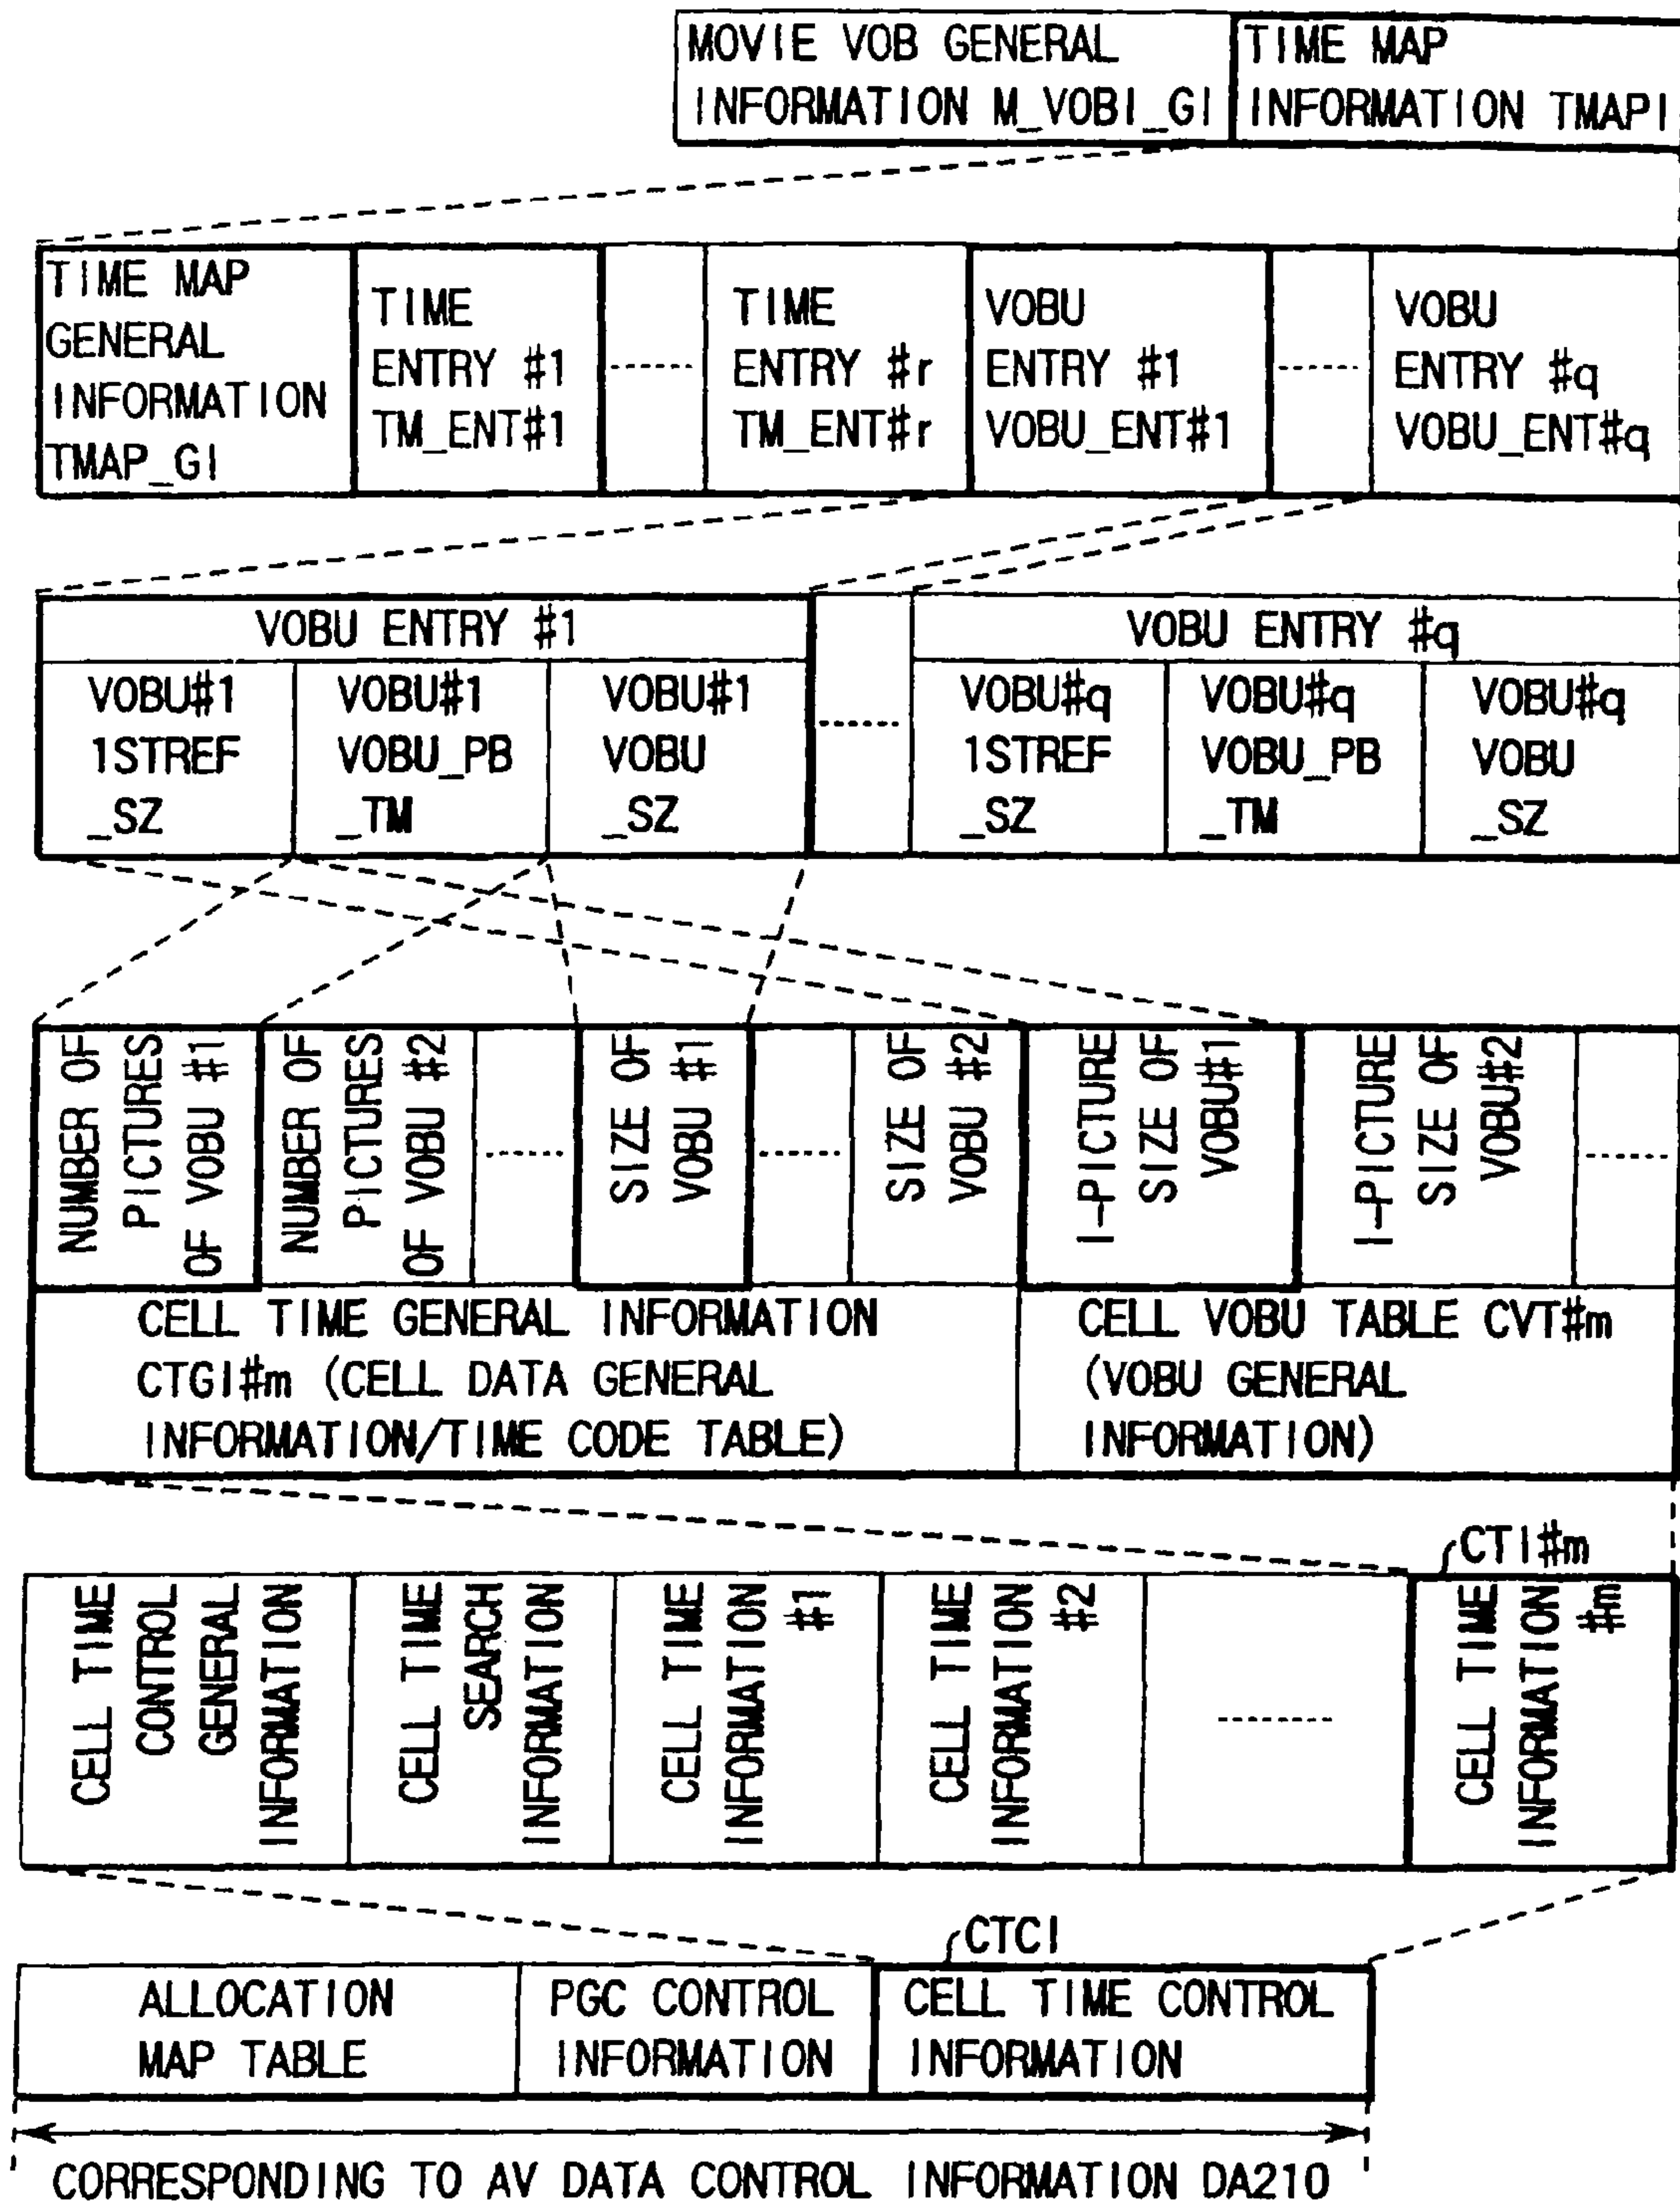 MOVIE VOB GENERAL
INFORMATION M_VOBI_GI
TIME MAP
INFORMATION TMAPI
TIME MAP
GENERAL
INFORMATION
TMAP_GI
TIME
ENTRY #1
TM_ENT#1
TIME
ENTRY #r
TM_ENT#r
VOBU
ENTRY #1
VOBU_ENT#1
VOBU
ENTRY #q
VOBU_ENT#q
VOBU ENTRY #1
VOBU#1
1STREF
_SZ
VOBU#1
VOBU_PB
_TM
VOBU#1
VOBU
_SZ
VOBU ENTRY #q
VOBU#q
1STREF
_SZ
VOBU#q
VOBU_PB
_TM
VOBU#q
VOBU
_SZ
NUMBER OF
PICTURES
OF VOBU #1
NUMBER OF
PICTURES
OF VOBU #2
SIZE OF
VOBU #1
SIZE OF
VOBU #2
I-PICTURE
SIZE OF
VOBU#1
I-PICTURE
SIZE OF
VOBU#2
CELL TIME GENERAL INFORMATION
CTGI#m (CELL DATA GENERAL
INFORMATION/TIME CODE TABLE)
CELL VOBU TABLE CVT#m
(VOBU GENERAL
INFORMATION)
CTI#m
CELL TIME
CONTROL
GENERAL
INFORMATION
CELL TIME
SEARCH
INFORMATION
CELL TIME
INFORMATION
#1
CELL TIME
INFORMATION
#2
CELL TIME
INFORMATION
#m
CTCI
ALLOCATION
MAP TABLE
PGC CONTROL
INFORMATION
CELL TIME CONTROL
INFORMATION
CORRESPONDING TO AV DATA CONTROL INFORMATION DA210